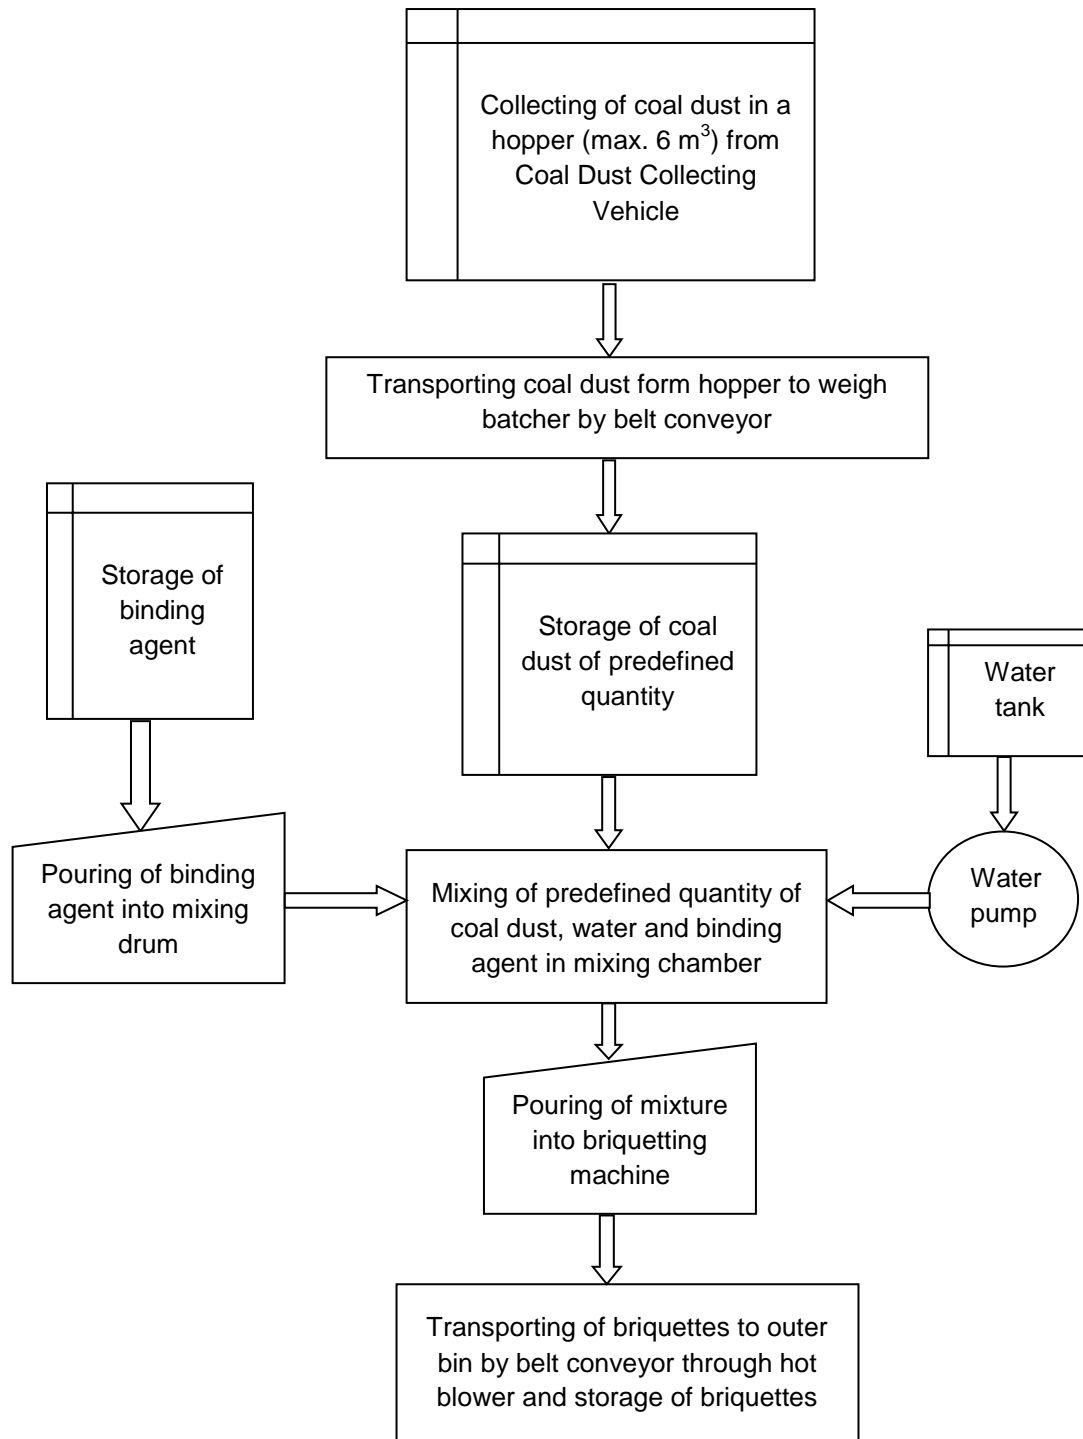 Collecting of coal dust in a
hopper (max. 6 m³) from
Coal Dust Collecting
Vehicle
Transporting coal dust form hopper to weigh
batcher by belt conveyor
Storage of
binding
agent
Storage of coal
dust of predefined
quantity
Water
tank
Pouring of binding
agent into mixing
drum
Mixing of predefined quantity of
coal dust, water and binding
agent in mixing chamber
Water
pump
Pouring of mixture
into briquetting
machine
Transporting of briquettes to outer
bin by belt conveyor through hot
blower and storage of briquettes